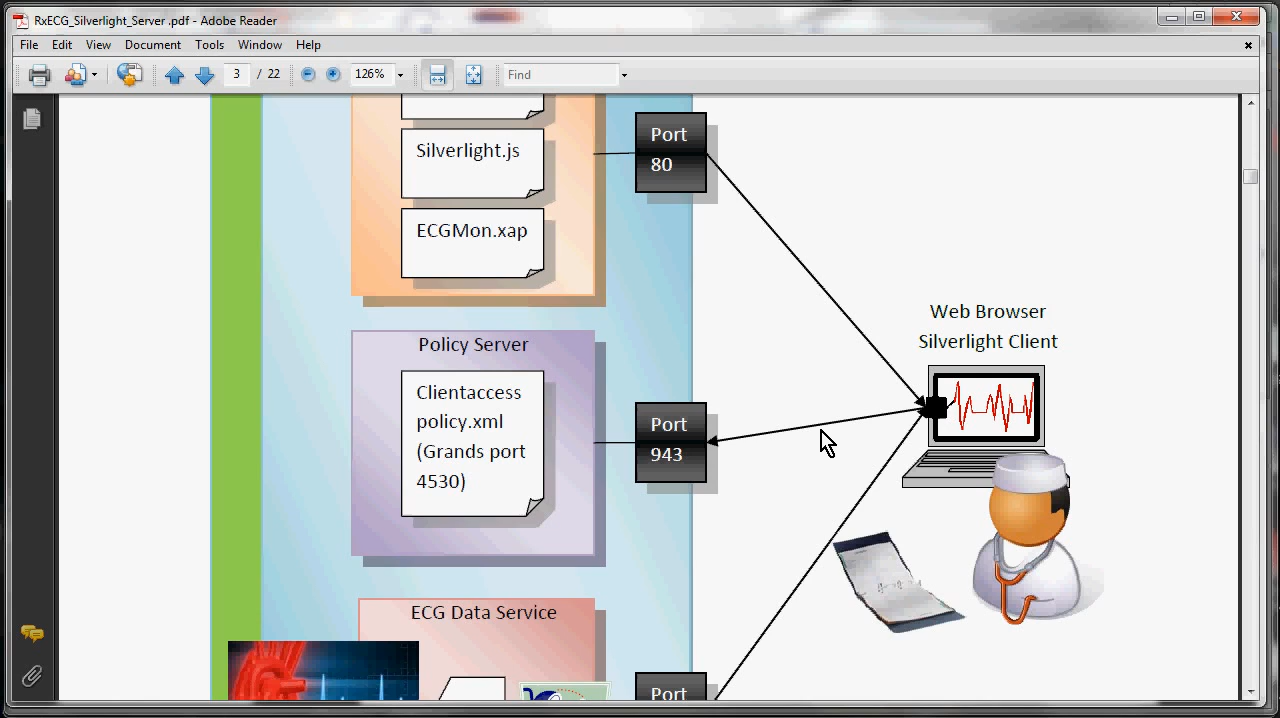 RxECG_Silverlight_Server .pdf - Adobe Reader
File Edit View Document Tools Window Help
3 / 22 126% Find
Silverlight.js
ECGMon.xap
Port
80
Web Browser
Silverlight Client
Policy Server
Clientaccess
policy.xml
(Grands port
4530)
Port
943
ECG Data Service
Port